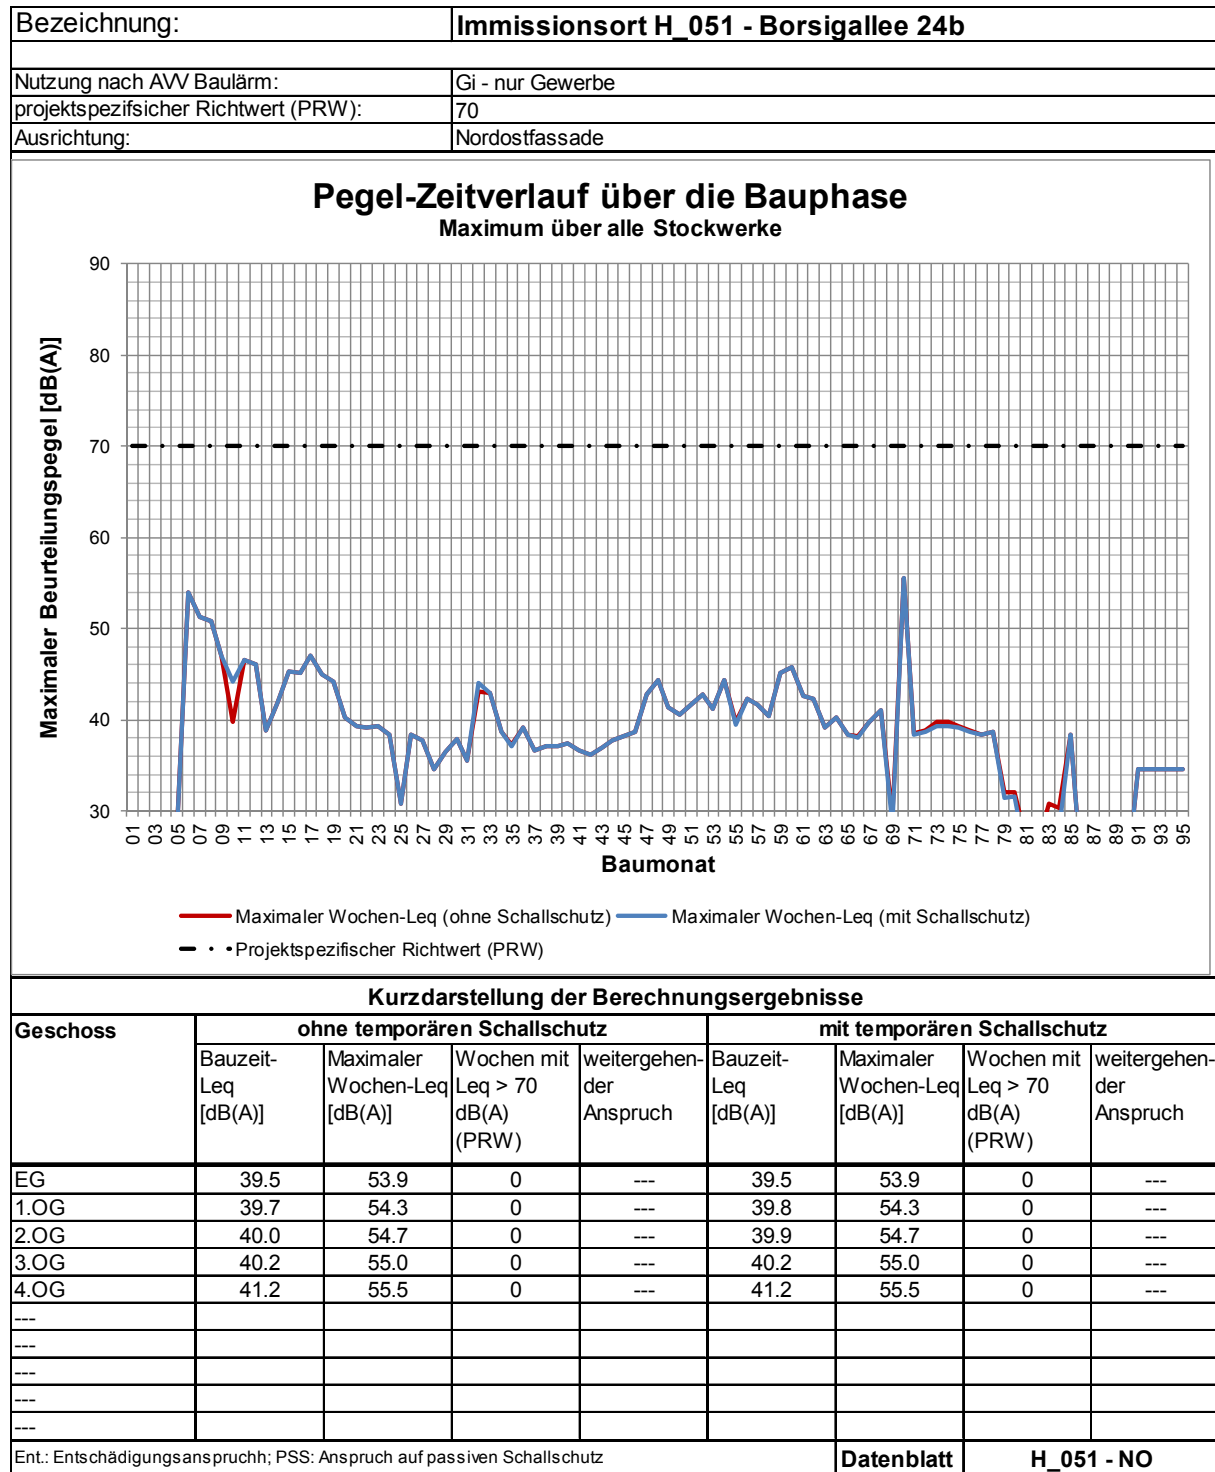 Bezeichnung: Immissionsort H_051 - Borsigallee 24b
Nutzung nach AVV Baulärm: Gi - nur Gewerbe
projektspezifsicher Richtwert (PRW): 70
Ausrichtung: Nordostfassade
Pegel-Zeitverlauf über die Bauphase
Maximum über alle Stockwerke
Maximaler Beurteilungspegel [dB(A)]
90
80
70
60
50
40
30
01 03 05 07 09 11 13 15 17 19 21 23 25 27 29 31 33 35 37 39 41 43 45 47 49 51 53 55 57 59 61 63 65 67 69 71 73 75 77 79 81 83 85 87 89 91 93 95
Baumonat
Maximaler Wochen-Leq (ohne Schallschutz) Maximaler Wochen-Leq (mit Schallschutz)
Projektspezifischer Richtwert (PRW)
Kurzdarstellung der Berechnungsergebnisse
Geschoss ohne temporären Schallschutz mit temporären Schallschutz
Bauzeit- Maximaler Wochen mit weitergehen- Bauzeit- Maximaler Wochen mit weitergehen-
Leq Wochen-Leq Leq > 70 der Leq Wochen-Leq Leq > 70 der
[dB(A)] [dB(A)] dB(A) Anspruch [dB(A)] [dB(A)] dB(A) Anspruch
(PRW) (PRW)
EG 39.5 53.9 0 --- 39.5 53.9 0 ---
1.OG 39.7 54.3 0 --- 39.8 54.3 0 ---
2.OG 40.0 54.7 0 --- 39.9 54.7 0 ---
3.OG 40.2 55.0 0 --- 40.2 55.0 0 ---
4.OG 41.2 55.5 0 --- 41.2 55.5 0 ---
---
---
---
---
---
Ent.: Entschädigungsanspruchh; PSS: Anspruch auf passiven Schallschutz Datenblatt H_051 - NO